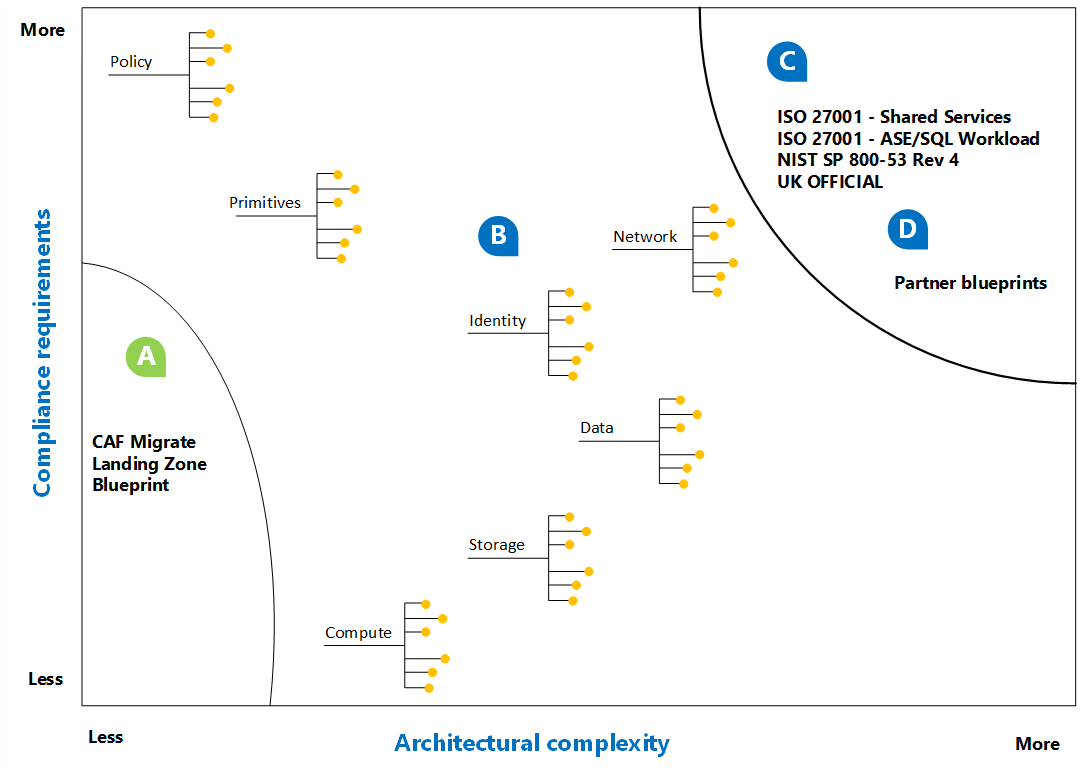 More
Policy
C
ISO 27001 - Shared Services
ISO 27001 - ASE/SQL Workload
NIST SP 800-53 Rev 4
UK OFFICIAL
Primitives
B
Network
D
Partner blueprints
Compliance requirements
Identity
A
CAF Migrate
Landing Zone
Blueprint
Data
Storage
Compute
Less
Less
Architectural complexity
More